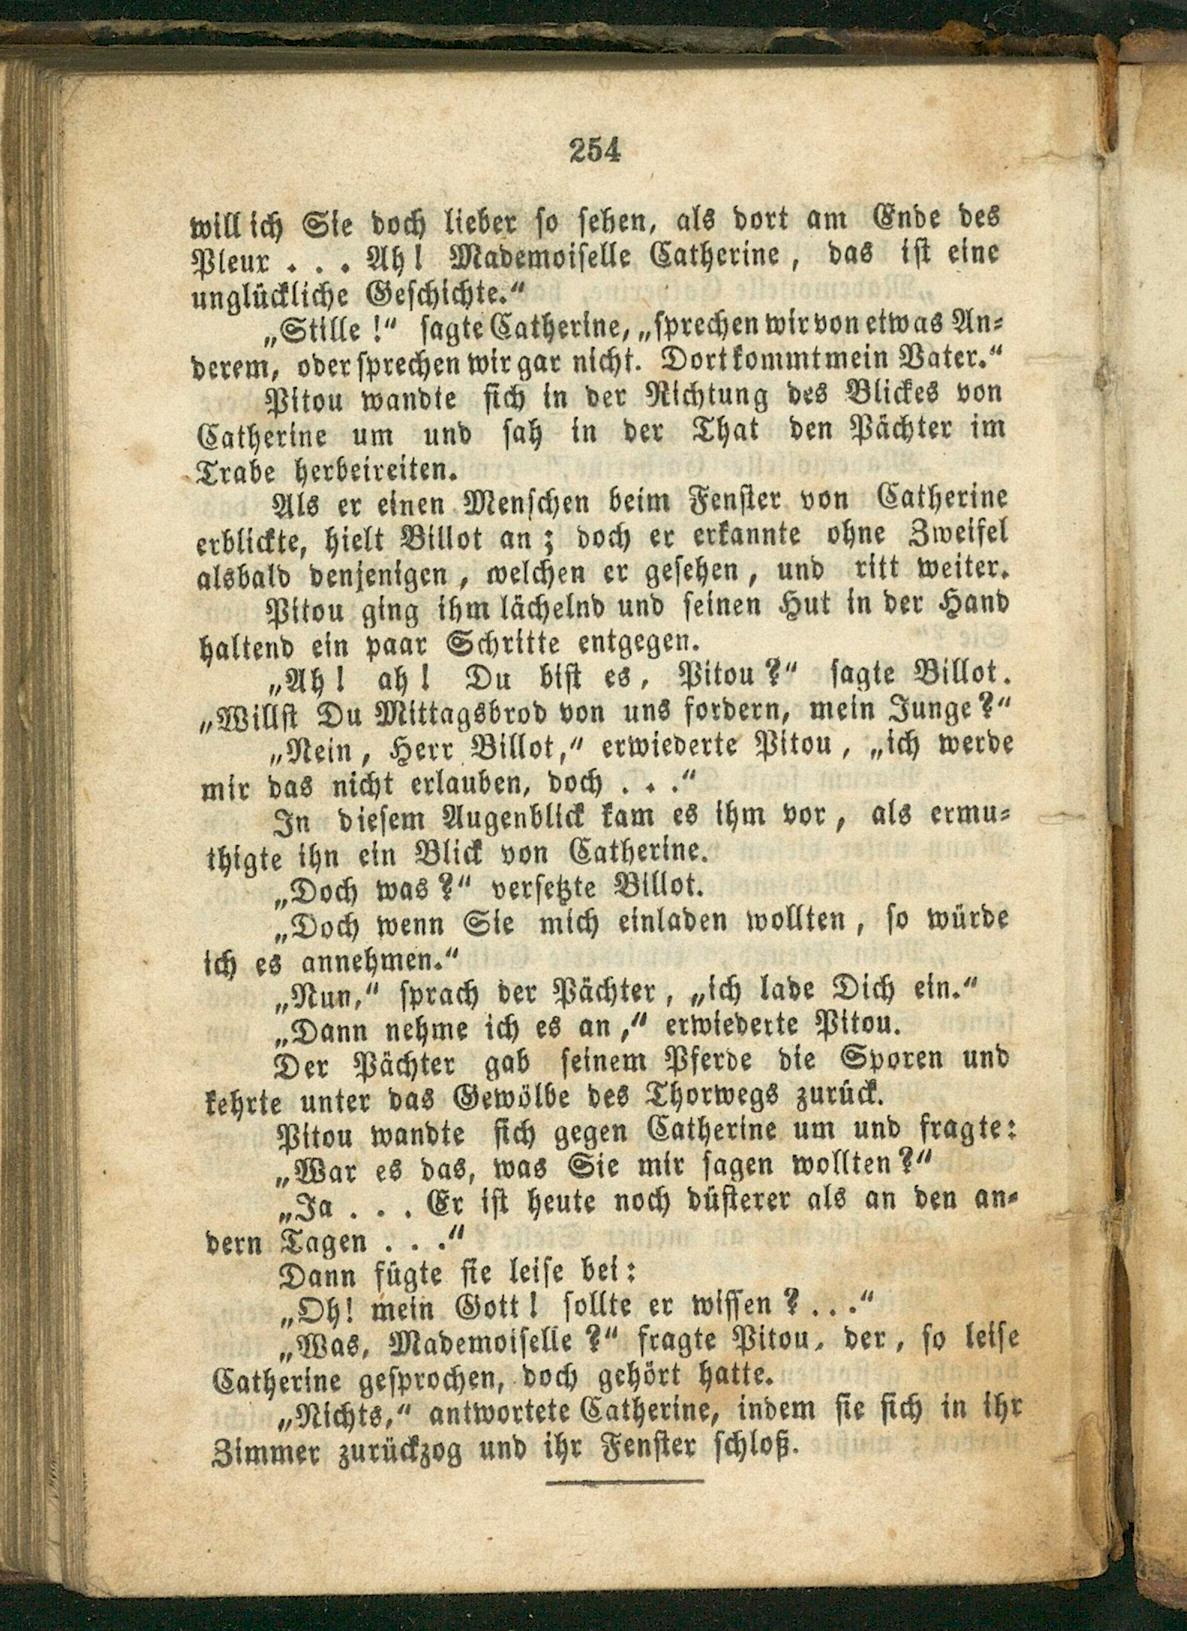 254
will ich Sie doch lieber so sehen, als dort am Ende des
Pleux . . . Ah! Mademoiselle Catherine, das ist eine
unglückliche Geschichte.“
„Stille!“ sagte Catherine, „sprechen wir von etwas An-
derem, oder sprechen wir gar nicht. Dort kommt mein Vater.“
Pitou wandte sich in der Richtung des Blickes von
Catherine um und sah in der That den Pächter im
Trabe herbeireiten.
Als er einen Menschen beim Fenster von Catherine
erblickte, hielt Billot an; doch er erkannte ohne Zweifel
alsbald denjenigen, welchen er gesehen, und ritt weiter.
Pitou ging ihm lächelnd und seinen Hut in der Hand
haltend ein paar Schritte entgegen.
„Ah! ah! Du bist es, Pitou?“ sagte Billot.
„Willst Du Mittagsbrod von uns fordern, mein Junge?“
„Nein, Herr Billot,“ erwiederte Pitou, „ich werde
mir das nicht erlauben, doch . . .“
In diesem Augenblick kam es ihm vor, als ermu-
thigte ihn ein Blick von Catherine.
„Doch was?“ versetzte Billot.
„Doch wenn Sie mich einladen wollten, so würde
ich es annehmen.“
„Nun,“ sprach der Pächter, „ich lade Dich ein.“
„Dann nehme ich es an,“ erwiederte Pitou.
Der Pächter gab seinem Pferde die Sporen und
kehrte unter das Gewölbe des Thorwegs zurück.
Pitou wandte sich gegen Catherine um und fragte:
„War es das, was Sie mir sagen wollten?“
„Ja . . . Er ist heute noch düsterer als an den an-
dern Tagen . . .“
Dann fügte sie leise bei:
„Oh! mein Gott! sollte er wissen? . . .“
„Was, Mademoiselle?“ fragte Pitou, der, so leise
Catherine gesprochen, doch gehört hatte.
„Nichts,“ antwortete Catherine, indem sie sich in ihr
Zimmer zurückzog und ihr Fenster schloß.